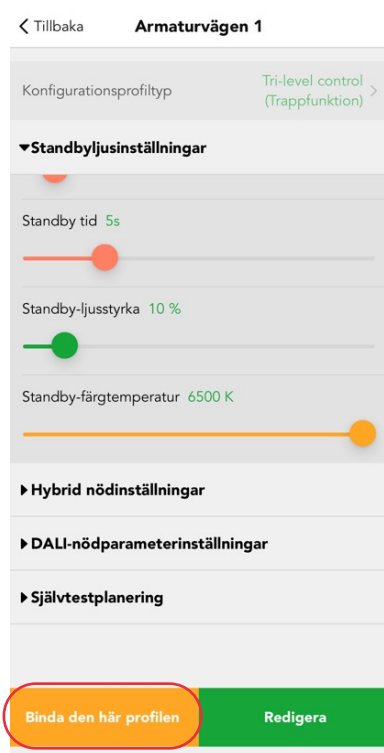 Tillbaka Armaturvägen 1
Konfigurationsprofiltyp Tri-level control
(Trappfunktion)
Standbyljusinställningar
Standby tid 5s
Standby-ljusstyrka 10 %
Standby-färgtemperatur 6500 K
Hybrid nödinställningar
DALI-nödparameterinställningar
Självtestplanering
Binda den här profilen Redigera